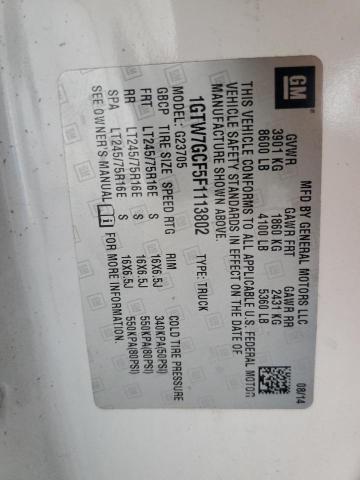 GM
MFD BY GENERAL MOTORS LLC
08/14
GVWR GAWR FRT GAWR RR
3901 KG 1860 KG 2431 KG
8600 LB 4100 LB 5360 LB
THIS VEHICLE CONFORMS TO ALL APPLICABLE U.S. FEDERAL MOTOR
VEHICLE SAFETY STANDARDS IN EFFECT ON THE DATE OF
MANUFACTURE SHOWN ABOVE.
1GTW7GCF5F1113802 TYPE: TRUCK
MODEL: G23705
GBCP TIRE SIZE SPEED RTG RIM COLD TIRE PRESSURE
FRT LT245/75R16E S 16X6.5J 340KPA(50PSI)
RR LT245/75R16E S 16X6.5J 550KPA(80PSI)
SPA LT245/75R16E S 16X6.5J 550KPA(80PSI)
SEE OWNER'S MANUAL i FOR MORE INFORMATION.